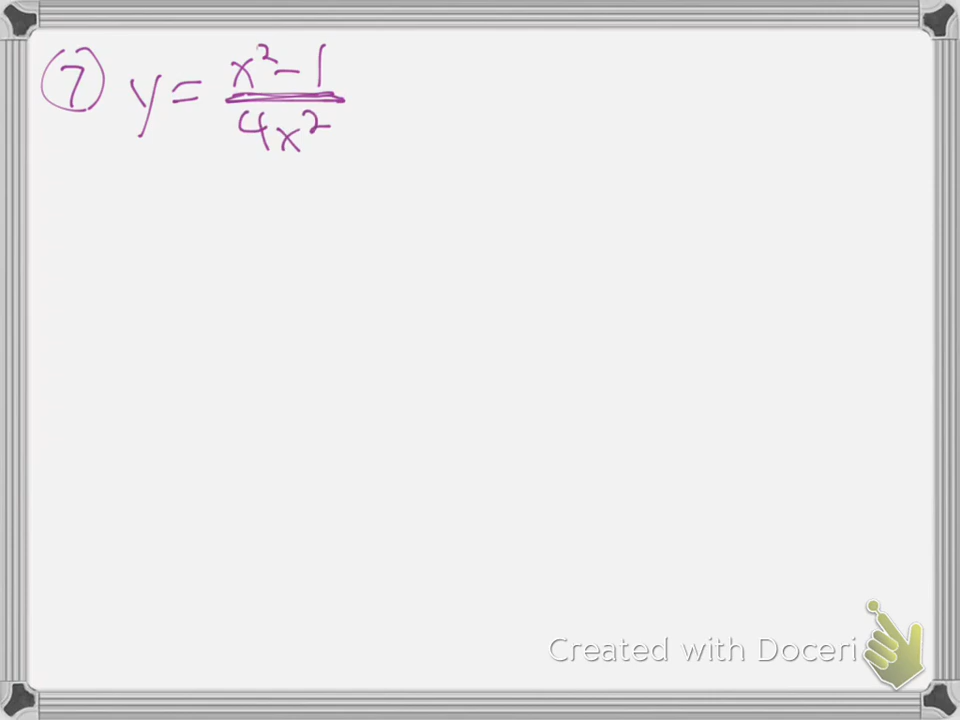 ⑦ y = x² - 1 / 4x²
Created with Doceri